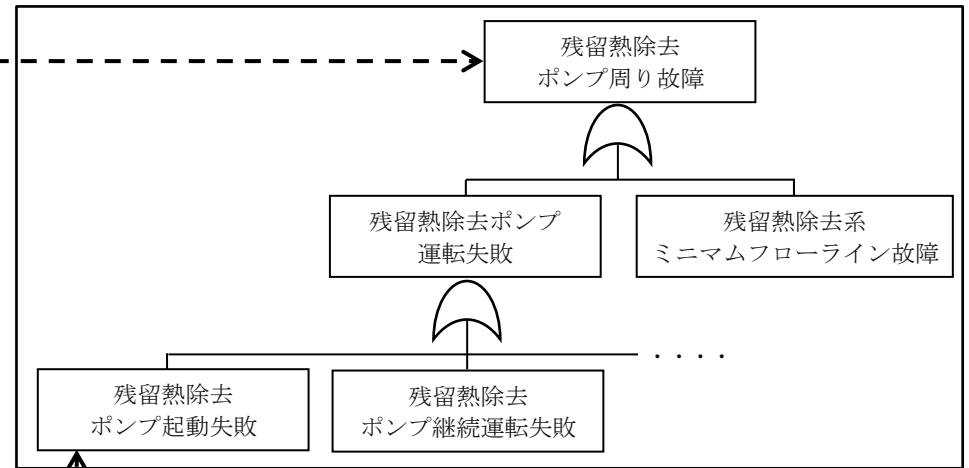 残留熱除去
ポンプ周り故障
残留熱除去ポンプ
運転失敗
残留熱除去系
ミニマムフローライン故障
・・・・
残留熱除去
ポンプ起動失敗
残留熱除去
ポンプ継続運転失敗